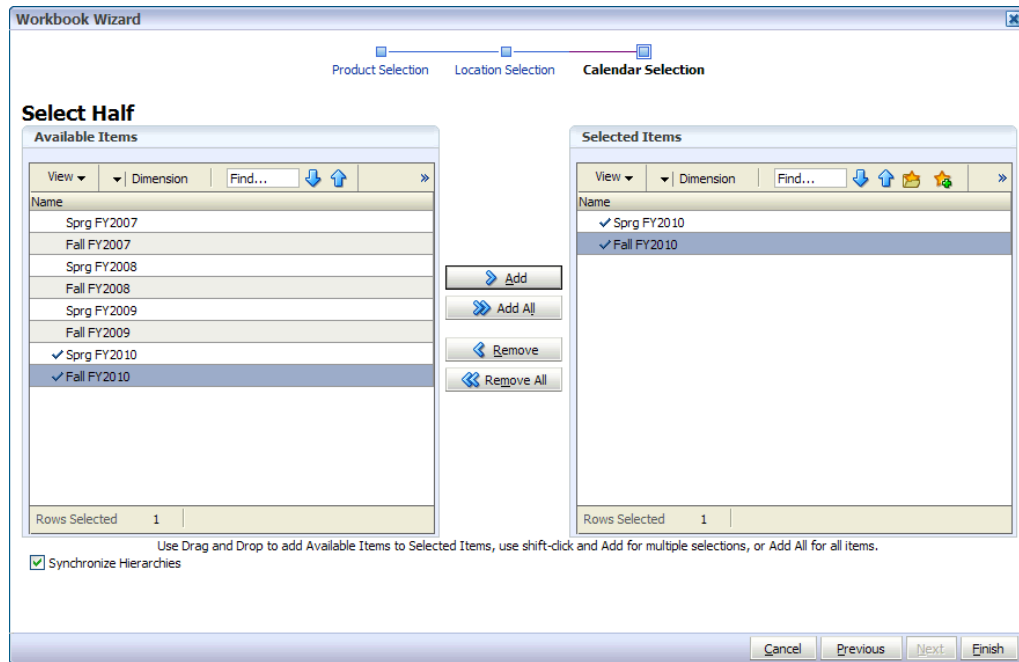 Workbook Wizard
Product Selection Location Selection Calendar Selection
Select Half
Available Items
View Dimension Find... »
Name
Sprg FY2007
Fall FY2007
Sprg FY2008
Fall FY2008
Sprg FY2009
Fall FY2009
Sprg FY2010
Fall FY2010
Rows Selected 1
Add
Add All
Remove
Remove All
Selected Items
View Dimension Find... »
Name
Sprg FY2010
Fall FY2010
Rows Selected 1
Use Drag and Drop to add Available Items to Selected Items, use shift-click and Add for multiple selections, or Add All for all items.
Synchronize Hierarchies
Cancel Previous Next Finish